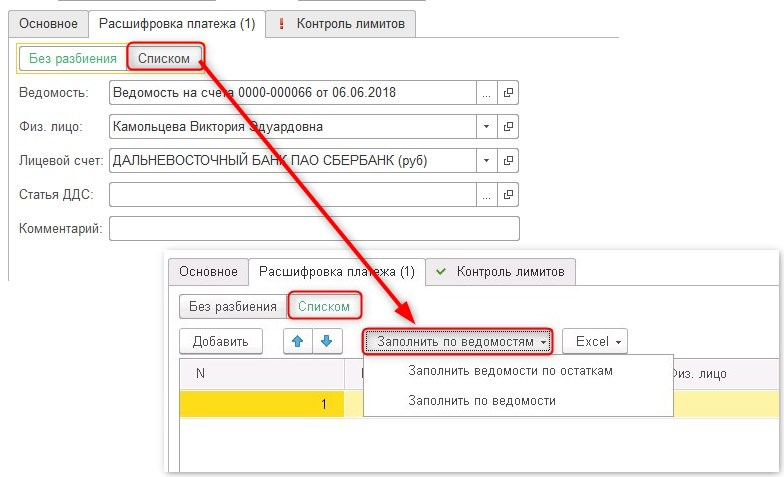 Основное Расшифровка платежа (1) Контроль лимитов
Без разбиения Списком
Ведомость: Ведомость на счета 0000-000066 от 06.06.2018 ...
Физ. лицо: Камольцева Виктория Эдуардовна
Лицевой счет: ДАЛЬНЕВОСТОЧНЫЙ БАНК ПАО СБЕРБАНК (руб)
Статья ДДС: ...
Комментарий:
Основное Расшифровка платежа (1) Контроль лимитов
Без разбиения Списком
Добавить Заполнить по ведомостям Excel
N Физ. лицо
Заполнить ведомости по остаткам
1
Заполнить по ведомости